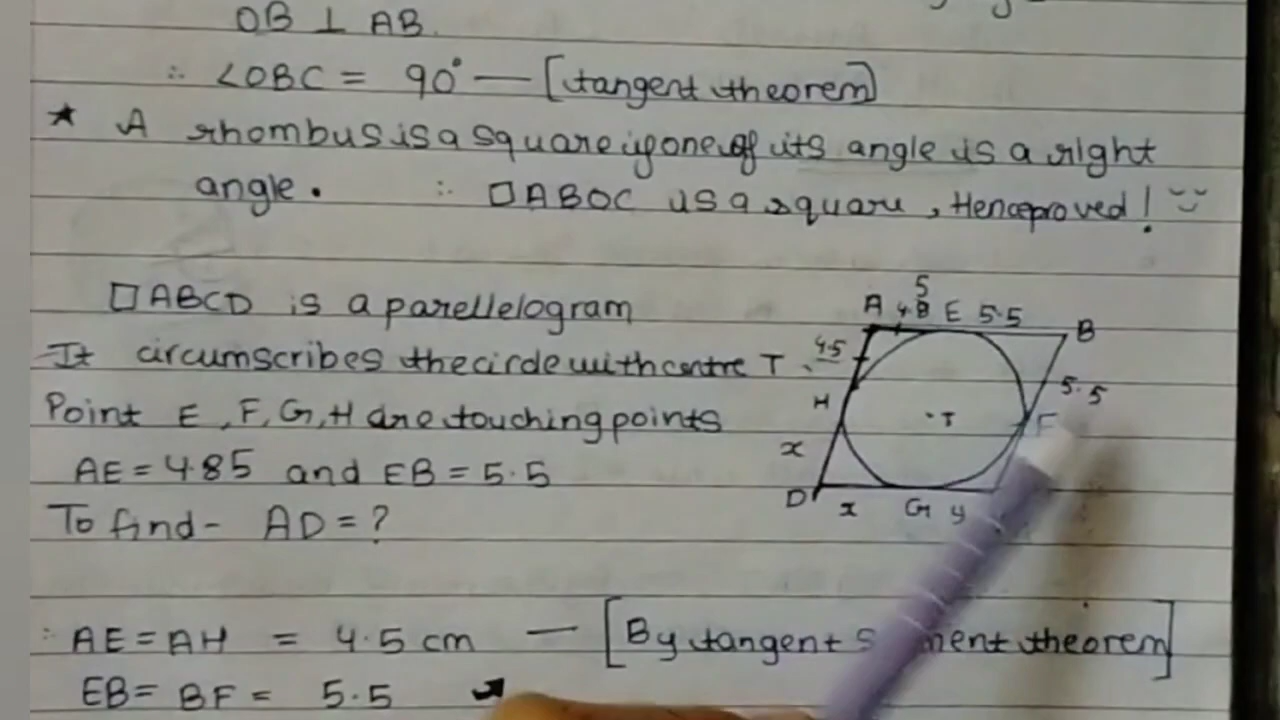 OB ⊥ AB.
∴ ∠OBC = 90° — [tangent theorem]
★ A rhombus is a square if one of its angle is a right
angle. ∴ □ABOC is a square, Hence proved!
□ABCD is a parellelogram
It circumscribes the circle with centre T.
Point E, F, G, H are touching points
AE = 4.85 and EB = 5.5
To find - AD = ?
5
A 4.8 E 5.5 B
4.5
5.5
H
T
F
x
D x G y
∴ AE = AH = 4.5 cm — [By tangent theorem]
EB = BF = 5.5